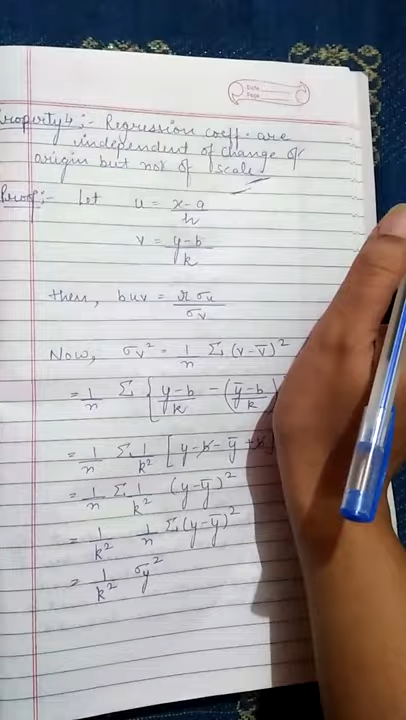 Date
Page
Property 4 :- Regression coeff. are
independent of change of
origin but not of scale
Proof :- Let u = x-a/h
v = y-b/k
then, buv = r σu/σv
Now, σv² = 1/n Σ (v-v̅)²
= 1/n Σ { y-b/k - (y̅-b/k)
= 1/n Σ 1/k² [y-b-y̅+b]
= 1/n Σ 1/k² (y-y̅)²
= 1/k² 1/n Σ(y-y̅)²
= 1/k² σy²